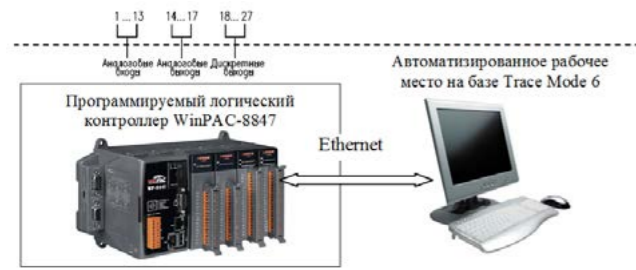 1...13 14...17 18...27
Аналоговые входы
Аналоговые выходы
Дискретные выходы
Автоматизированное рабочее
место на базе Trace Mode 6
Программируемый логический
контроллер WinPAC-8847
Ethernet